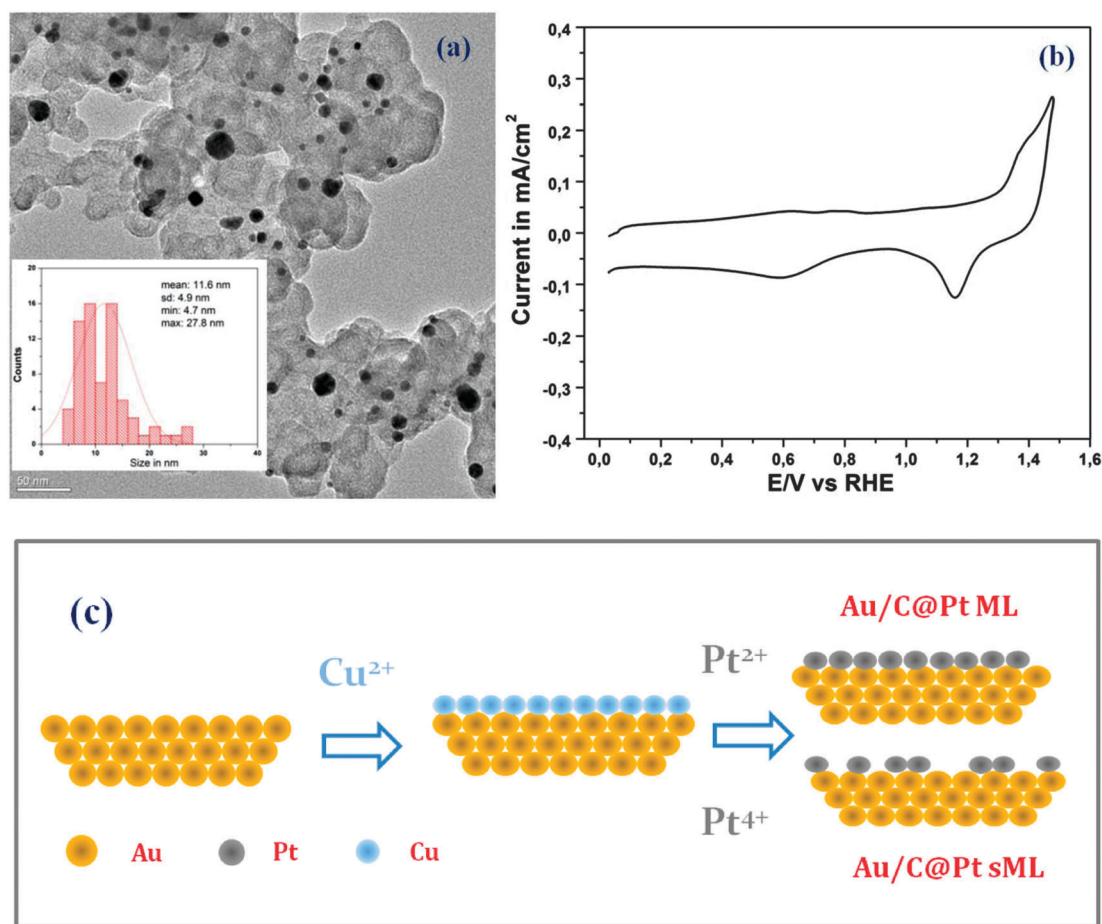 (a)
mean: 11.6 nm
sd: 4.9 nm
min: 4.7 nm
max: 27.8 nm
20
16
12
8
4
0
Counts
0 10 20 30 40
Size in nm
50 nm
(b)
0,4
0,3
0,2
0,1
0,0
-0,1
-0,2
-0,3
-0,4
Current in mA/cm²
0,0 0,2 0,4 0,6 0,8 1,0 1,2 1,4 1,6
E/V vs RHE
(c)
Cu²⁺
Pt²⁺
Pt⁴⁺
Au/C@Pt ML
Au/C@Pt sML
Au Pt Cu